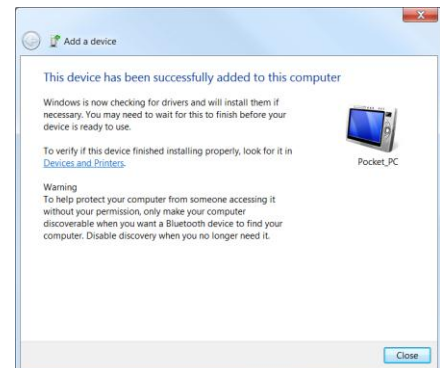 Add a device
This device has been successfully added to this computer
Windows is now checking for drivers and will install them if
necessary. You may need to wait for this to finish before your
device is ready to use.
To verify if this device finished installing properly, look for it in
Devices and Printers.
Pocket_PC
Warning
To help protect your computer from someone accessing it
without your permission, only make your computer
discoverable when you want a Bluetooth device to find your
computer. Disable discovery when you no longer need it.
Close